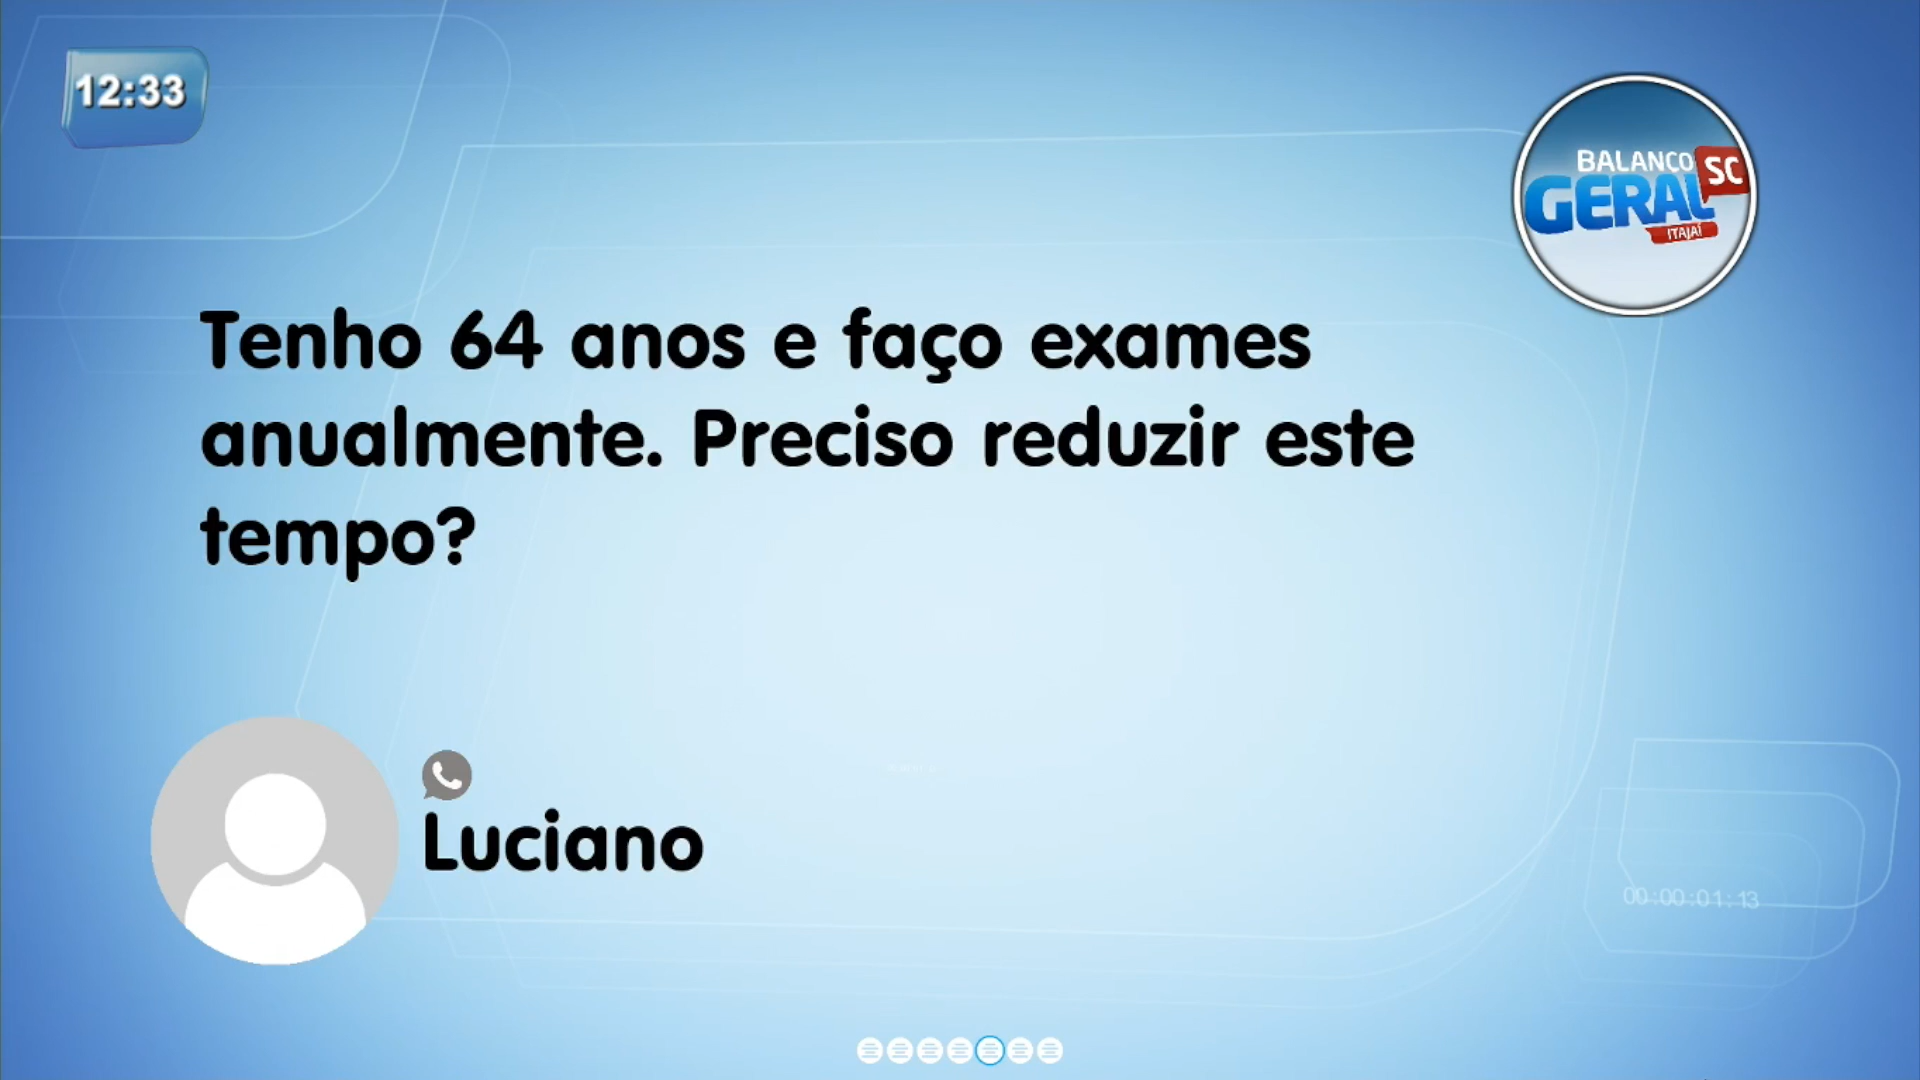 12:33
BALANÇO
GERAL SC
ITAJAÍ
Tenho 64 anos e faço exames
anualmente. Preciso reduzir este
tempo?
Luciano
00:00:01:13